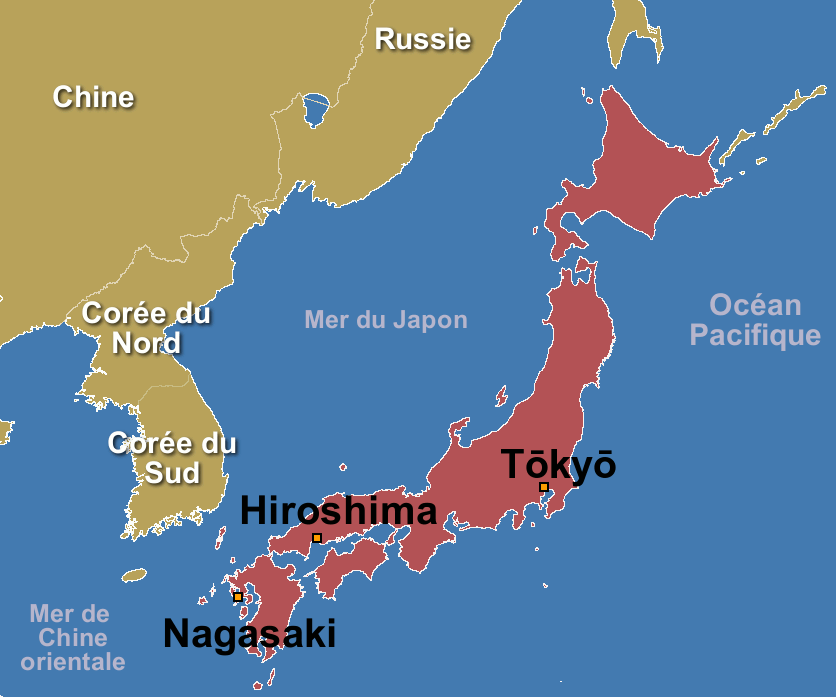 Russie
Chine
Océan
Pacifique
Corée du
Nord
Mer du Japon
Corée du
Sud
Tōkyō
Hiroshima
Nagasaki
Mer de
Chine
orientale